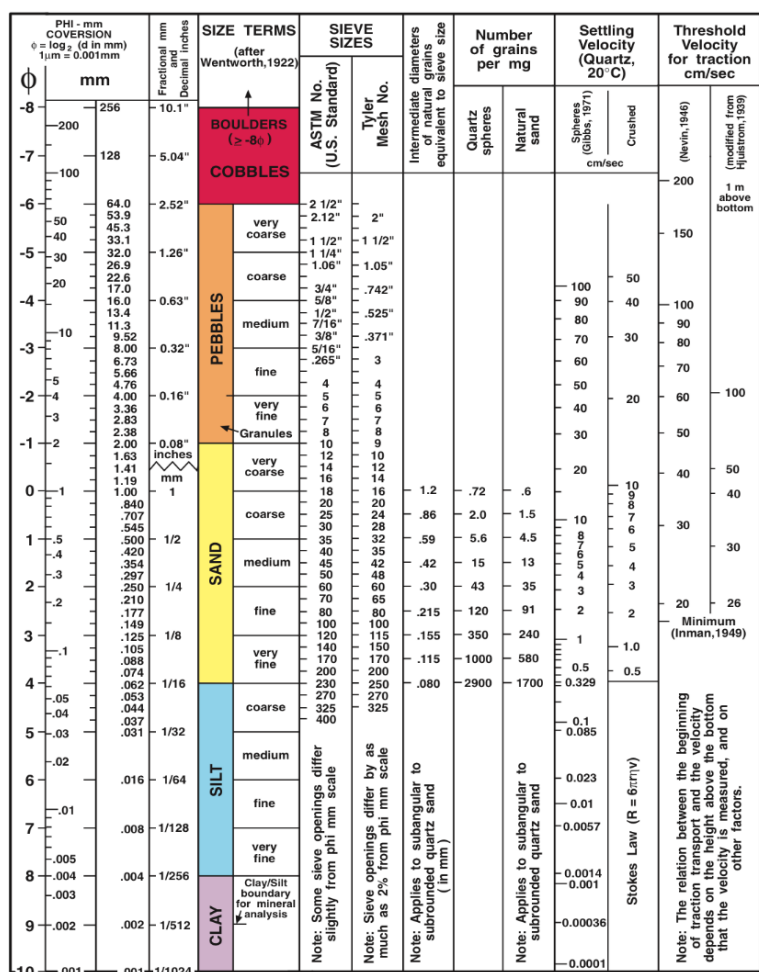 PHI - mm
COVERSION
ϕ = log₂ (d in mm)
1μm = 0.001mm
Fractional mm
and
Decimal inches
SIZE TERMS
(after
Wentworth,1922)
SIEVE
SIZES
ASTM No.
(U.S. Standard)
Tyler
Mesh No.
Intermediate diameters
of natural grains
equivalent to sieve size
Number
of grains
per mg
Quartz
spheres
Natural
sand
Settling
Velocity
(Quartz,
20°C)
Spheres
(Gibbs, 1971)
Crushed
cm/sec
Threshold
Velocity
for traction
cm/sec
(Nevin,1946)
(modified from
Hjuistrom,1939)
1 m
above
bottom
ϕ
mm
-8
-7
-6
-5
-4
-3
-2
-1
0
1
2
3
4
5
6
7
8
9
10
200
100
50
40
30
20
10
5
4
3
2
1
.5
.4
.3
.2
.1
.05
.04
.03
.02
.01
.005
.004
.003
.002
.001
256
128
64.0
53.9
45.3
33.1
32.0
26.9
22.6
17.0
16.0
13.4
11.3
9.52
8.00
6.73
5.66
4.76
4.00
3.36
2.83
2.38
2.00
1.63
1.41
1.19
1.00
.840
.707
.545
.500
.420
.354
.297
.250
.210
.177
.149
.125
.105
.088
.074
.062
.053
.044
.037
.031
.016
.008
.004
.002
.001
10.1"
5.04"
2.52"
1.26"
0.63"
0.32"
0.16"
0.08"
inches
mm
1
1/2
1/4
1/8
1/16
1/32
1/64
1/128
1/256
1/512
1/1024
BOULDERS
(≥ -8ϕ)
COBBLES
PEBBLES
very
coarse
coarse
medium
fine
very
fine
Granules
SAND
very
coarse
coarse
medium
fine
very
fine
SILT
coarse
medium
fine
very
fine
CLAY
Clay/Silt
boundary
for mineral
analysis
2 1/2"
2.12"
1 1/2"
1 1/4"
1.06"
3/4"
5/8"
1/2"
7/16"
3/8"
5/16"
.265"
4
5
6
7
8
10
12
14
16
18
20
25
30
35
40
45
50
60
70
80
100
120
140
170
200
230
270
325
400
2"
1 1/2"
1.05"
.742"
.525"
.371"
3
4
5
6
7
8
9
10
12
14
16
20
24
28
32
35
42
48
60
65
80
100
115
150
170
200
250
270
325
1.2
.86
.59
.42
.30
.215
.155
.115
.080
.72
2.0
5.6
15
43
120
350
1000
2900
.6
1.5
4.5
13
35
91
240
580
1700
100
90
80
70
60
50
40
30
20
10
8
7
6
5
4
3
2
1
0.5
0.329
0.1
0.085
0.023
0.01
0.0057
0.0014
0.001
0.00036
0.0001
50
40
30
20
10
9
8
7
6
5
4
3
2
1.0
0.5
200
150
100
90
80
70
60
50
40
30
20
100
50
40
30
26
Minimum
(Inman,1949)
Note: Some sieve openings differ
slightly from phi mm scale
Note: Sieve openings differ by as
much as 2% from phi mm scale
Note: Applies to subangular to
subrounded quartz sand
( in mm )
Note: Applies to subangular to
subrounded quartz sand
Stokes Law (R = 6πrηv)
Note: The relation between the beginning
of traction transport and the velocity
depends on the height above the bottom
that the velocity is measured, and on
other factors.